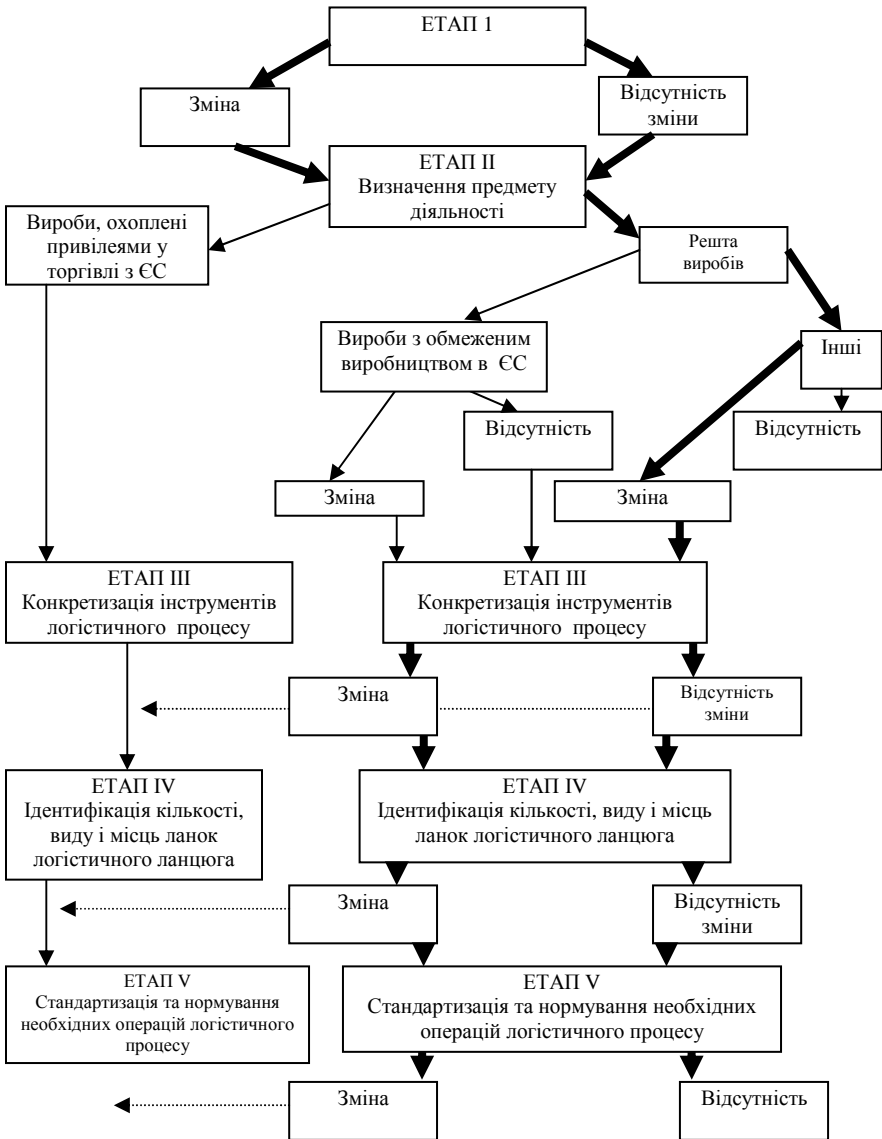 ЕТАП 1
Зміна
Відсутність
зміни
ЕТАП II
Визначення предмету
діяльності
Вироби, охоплені
привілеями у
торгівлі з ЄС
Решта
виробів
Вироби з обмеженим
виробництвом в ЄС
Інші
Відсутність
Відсутність
Зміна
Зміна
ЕТАП III
Конкретизація інструментів
логістичного процесу
ЕТАП III
Конкретизація інструментів
логістичного процесу
Зміна
Відсутність
зміни
ЕТАП IV
Ідентифікація кількості,
виду і місць ланок
логістичного ланцюга
ЕТАП IV
Ідентифікація кількості, виду і місць
ланок логістичного ланцюга
Зміна
Відсутність
зміни
ЕТАП V
Стандартизація та нормування
необхідних операцій логістичного
процесу
ЕТАП V
Стандартизація та нормування необхідних
операцій логістичного процесу
Зміна
Відсутність